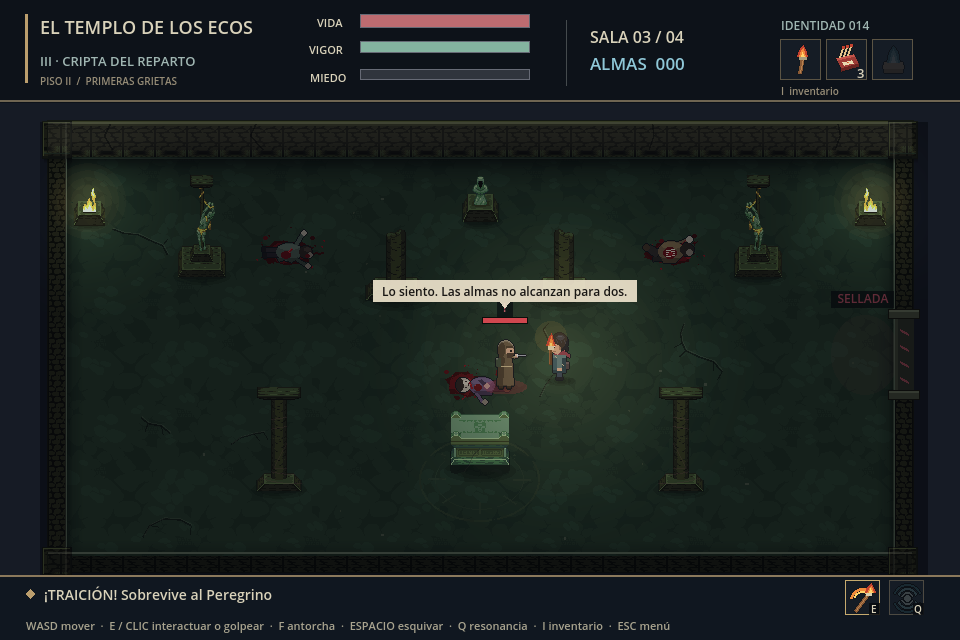 EL TEMPLO DE LOS ECOS
III · CRIPTA DEL REPARTO
PISO II / PRIMERAS GRIETAS
VIDA
VIGOR
MIEDO
SALA 03 / 04
ALMAS 000
IDENTIDAD 014
3
I inventario
Lo siento. Las almas no alcanzan para dos.
SELLADA
◆ ¡TRAICIÓN! Sobrevive al Peregrino
E
Q
WASD mover · E / CLIC interactuar o golpear · F antorcha · ESPACIO esquivar · Q resonancia · I inventario · ESC menú